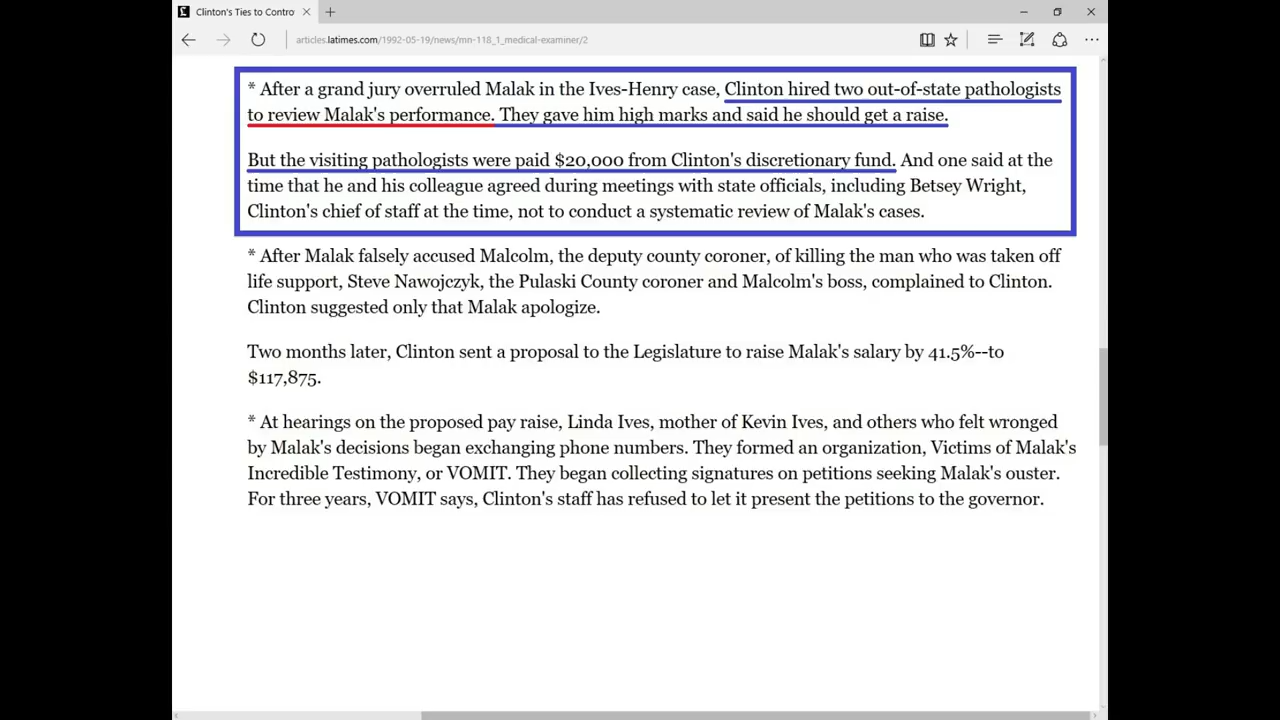 Clinton's Ties to Contro
articles.latimes.com/1992-05-19/news/mn-118_1_medical-examiner/2
* After a grand jury overruled Malak in the Ives-Henry case, Clinton hired two out-of-state pathologists
to review Malak's performance. They gave him high marks and said he should get a raise.
But the visiting pathologists were paid $20,000 from Clinton's discretionary fund. And one said at the
time that he and his colleague agreed during meetings with state officials, including Betsey Wright,
Clinton's chief of staff at the time, not to conduct a systematic review of Malak's cases.
* After Malak falsely accused Malcolm, the deputy county coroner, of killing the man who was taken off
life support, Steve Nawojczyk, the Pulaski County coroner and Malcolm's boss, complained to Clinton.
Clinton suggested only that Malak apologize.
Two months later, Clinton sent a proposal to the Legislature to raise Malak's salary by 41.5%--to
$117,875.
* At hearings on the proposed pay raise, Linda Ives, mother of Kevin Ives, and others who felt wronged
by Malak's decisions began exchanging phone numbers. They formed an organization, Victims of Malak's
Incredible Testimony, or VOMIT. They began collecting signatures on petitions seeking Malak's ouster.
For three years, VOMIT says, Clinton's staff has refused to let it present the petitions to the governor.